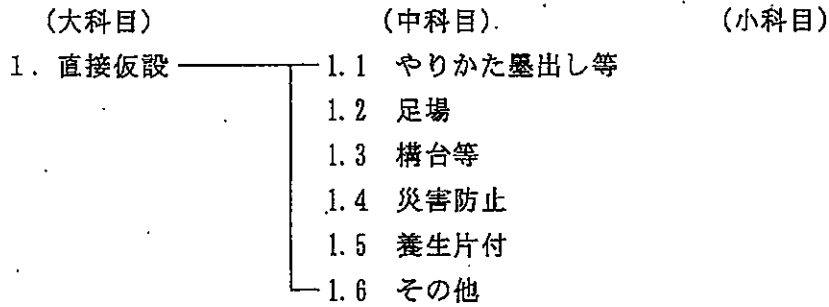 (大科目) (中科目) (小科目)
1. 直接仮設 1.1 やりかた墨出し等
1.2 足場
1.3 構台等
1.4 災害防止
1.5 養生片付
1.6 その他